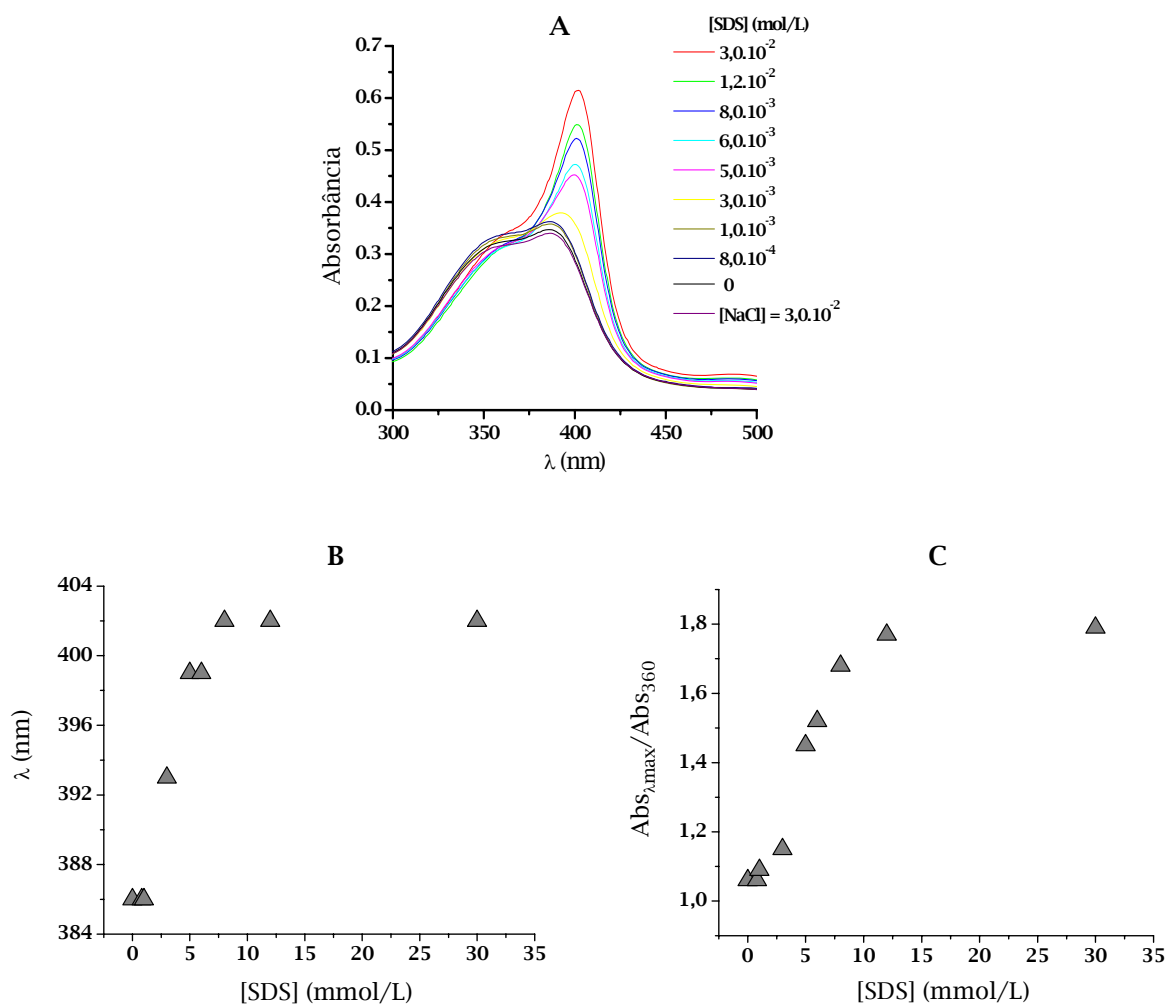 A
[SDS] (mol/L)
3,0.10⁻²
1,2.10⁻²
8,0.10⁻³
6,0.10⁻³
5,0.10⁻³
3,0.10⁻³
1,0.10⁻³
8,0.10⁻⁴
0
[NaCl] = 3,0.10⁻²
Absorbância
0.7
0.6
0.5
0.4
0.3
0.2
0.1
0.0
300 350 400 450 500
λ (nm)
B
λ (nm)
404
400
396
392
388
384
0 5 10 15 20 25 30 35
[SDS] (mmol/L)
C
Abs_λmax/Abs₃₆₀
1,8
1,6
1,4
1,2
1,0
0 5 10 15 20 25 30 35
[SDS] (mmol/L)